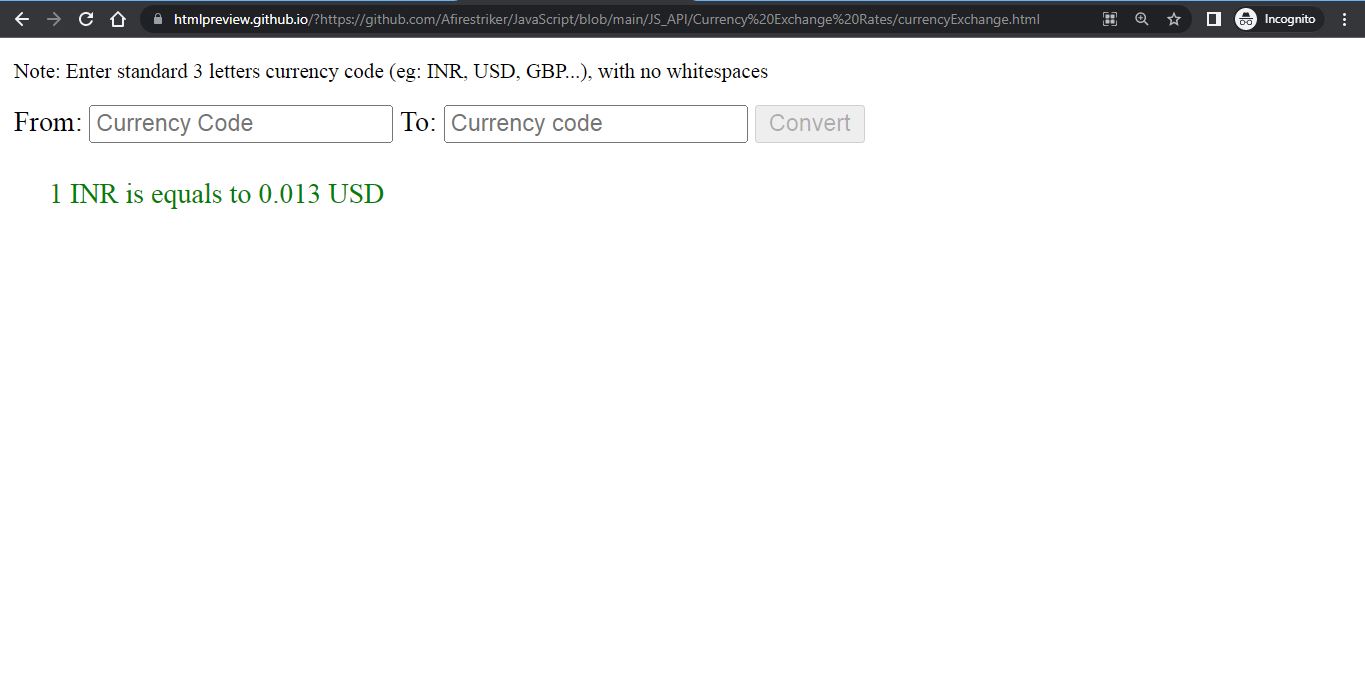 htmlpreview.github.io/?https://github.com/Afirestriker/JavaScript/blob/main/JS_API/Currency%20Exchange%20Rates/currencyExchange.html Incognito
Note: Enter standard 3 letters currency code (eg: INR, USD, GBP...), with no whitespaces
From: Currency Code To: Currency code Convert
1 INR is equals to 0.013 USD